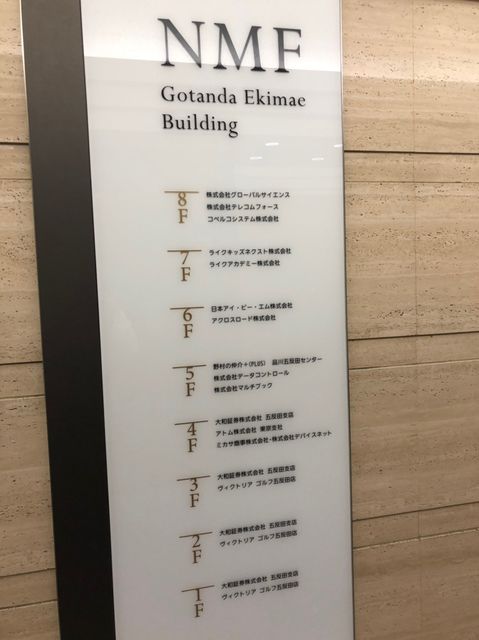 NMF
Gotanda Ekimae
Building
8F
株式会社グローバルサイエンス
株式会社テレコムフォース
コベルコシステム株式会社
7F
ライクキッズネクスト株式会社
ライクアカデミー株式会社
6F
日本アイ・ビー・エム株式会社
アクロスロード株式会社
5F
野村の仲介+(PLUS) 品川五反田センター
株式会社データコントロール
株式会社マルチブック
4F
大和証券株式会社 五反田支店
アトム株式会社 東京支社
ミカサ商事株式会社・株式会社デバイスネット
3F
大和証券株式会社 五反田支店
ヴィクトリア ゴルフ五反田店
2F
大和証券株式会社 五反田支店
ヴィクトリア ゴルフ五反田店
1F
大和証券株式会社 五反田支店
ヴィクトリア ゴルフ五反田店